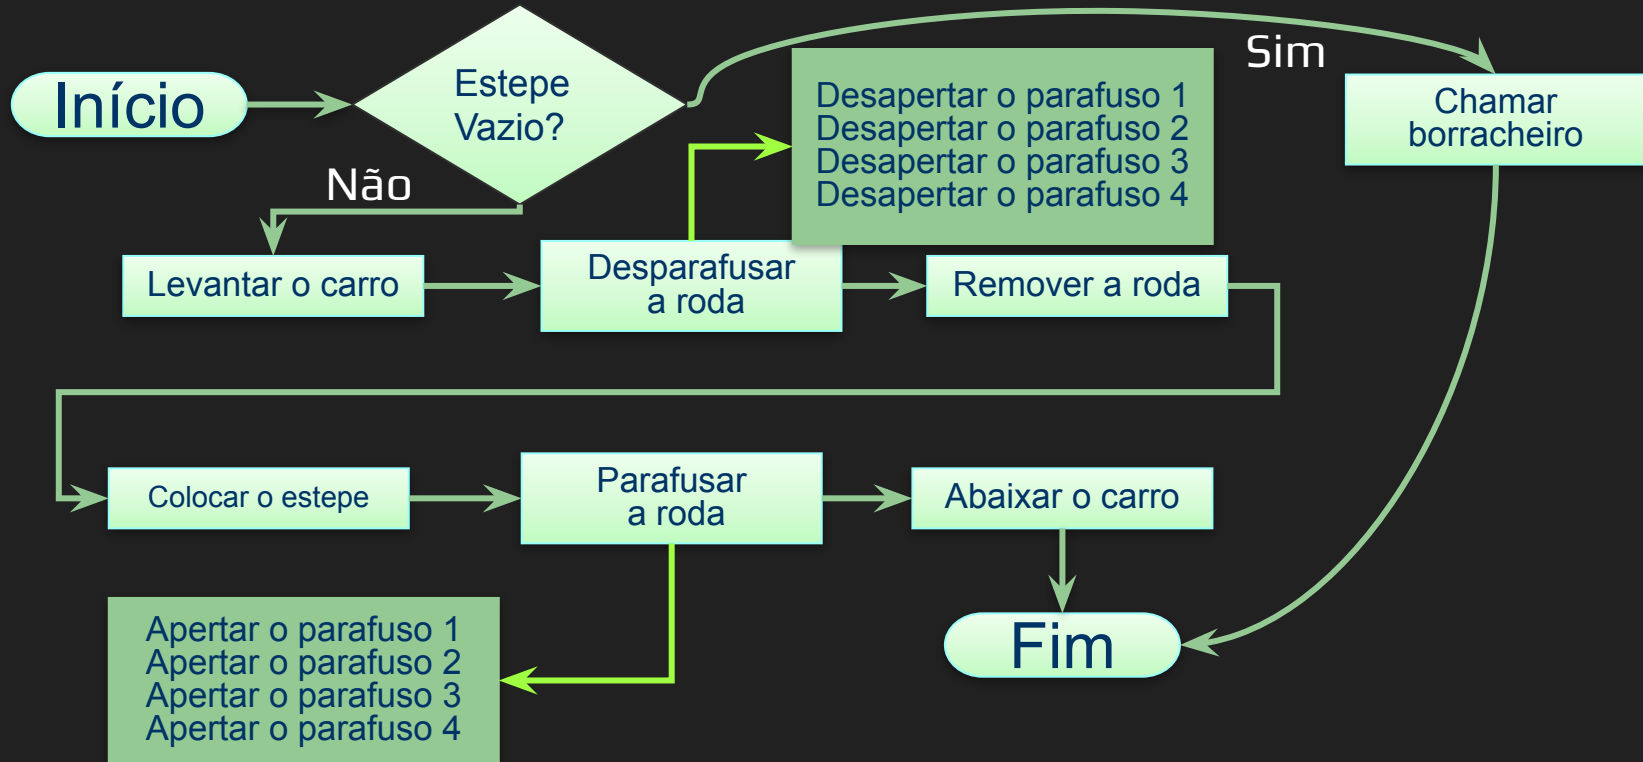 Início
Estepe
Vazio?
Sim
Desapertar o parafuso 1
Desapertar o parafuso 2
Desapertar o parafuso 3
Desapertar o parafuso 4
Chamar
borracheiro
Não
Levantar o carro
Desparafusar
a roda
Remover a roda
Colocar o estepe
Parafusar
a roda
Abaixar o carro
Apertar o parafuso 1
Apertar o parafuso 2
Apertar o parafuso 3
Apertar o parafuso 4
Fim